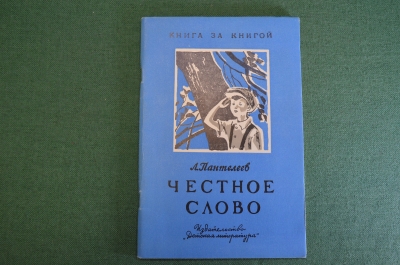 КНИГА ЗА КНИГОЙ
Л. Пантелеев
ЧЕСТНОЕ
СЛОВО
Издательство
„Детская литература"